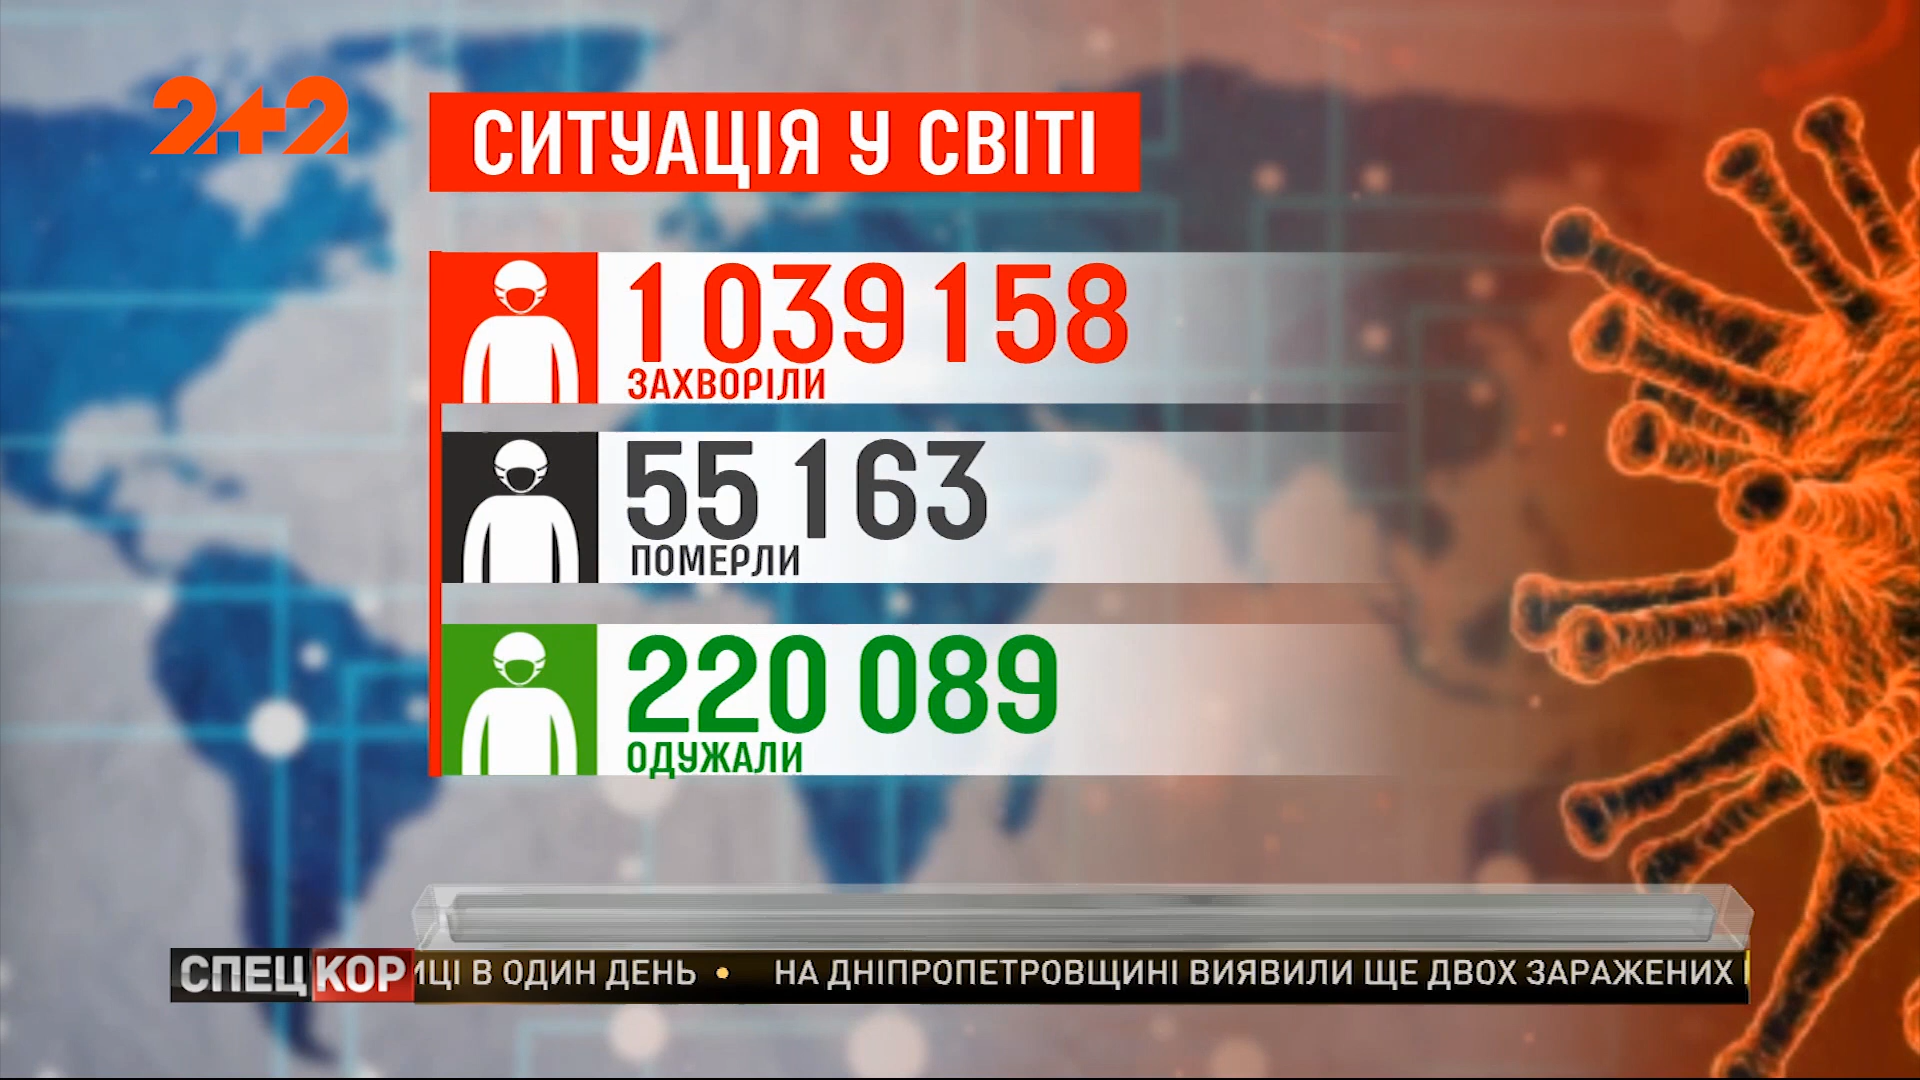 2+2
СИТУАЦІЯ У СВІТІ
1 039 158
ЗАХВОРІЛИ
55 163
ПОМЕРЛИ
220 089
ОДУЖАЛИ
СПЕЦКОР
В ОДИН ДЕНЬ • НА ДНІПРОПЕТРОВЩИНІ ВИЯВИЛИ ЩЕ ДВОХ ЗАРАЖЕНИХ